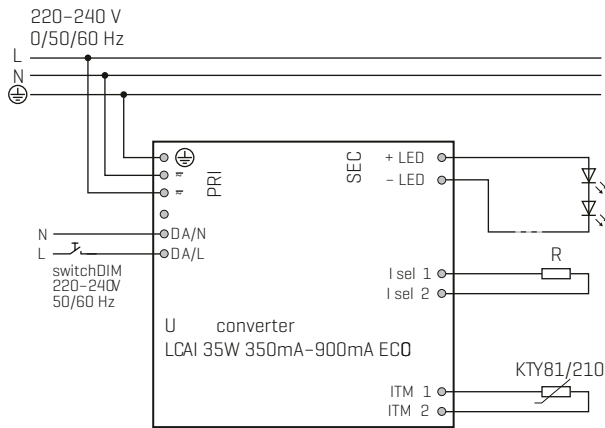 220–240 V
0/50/60 Hz
L
N
PRI
SEC
+ LED
– LED
N
DA/N
L
DA/L
switchDIM
220–240V
50/60 Hz
I sel 1
I sel 2
R
U converter
LCAI 35W 350mA–900mA ECO
KTY81/210
ITM 1
ITM 2